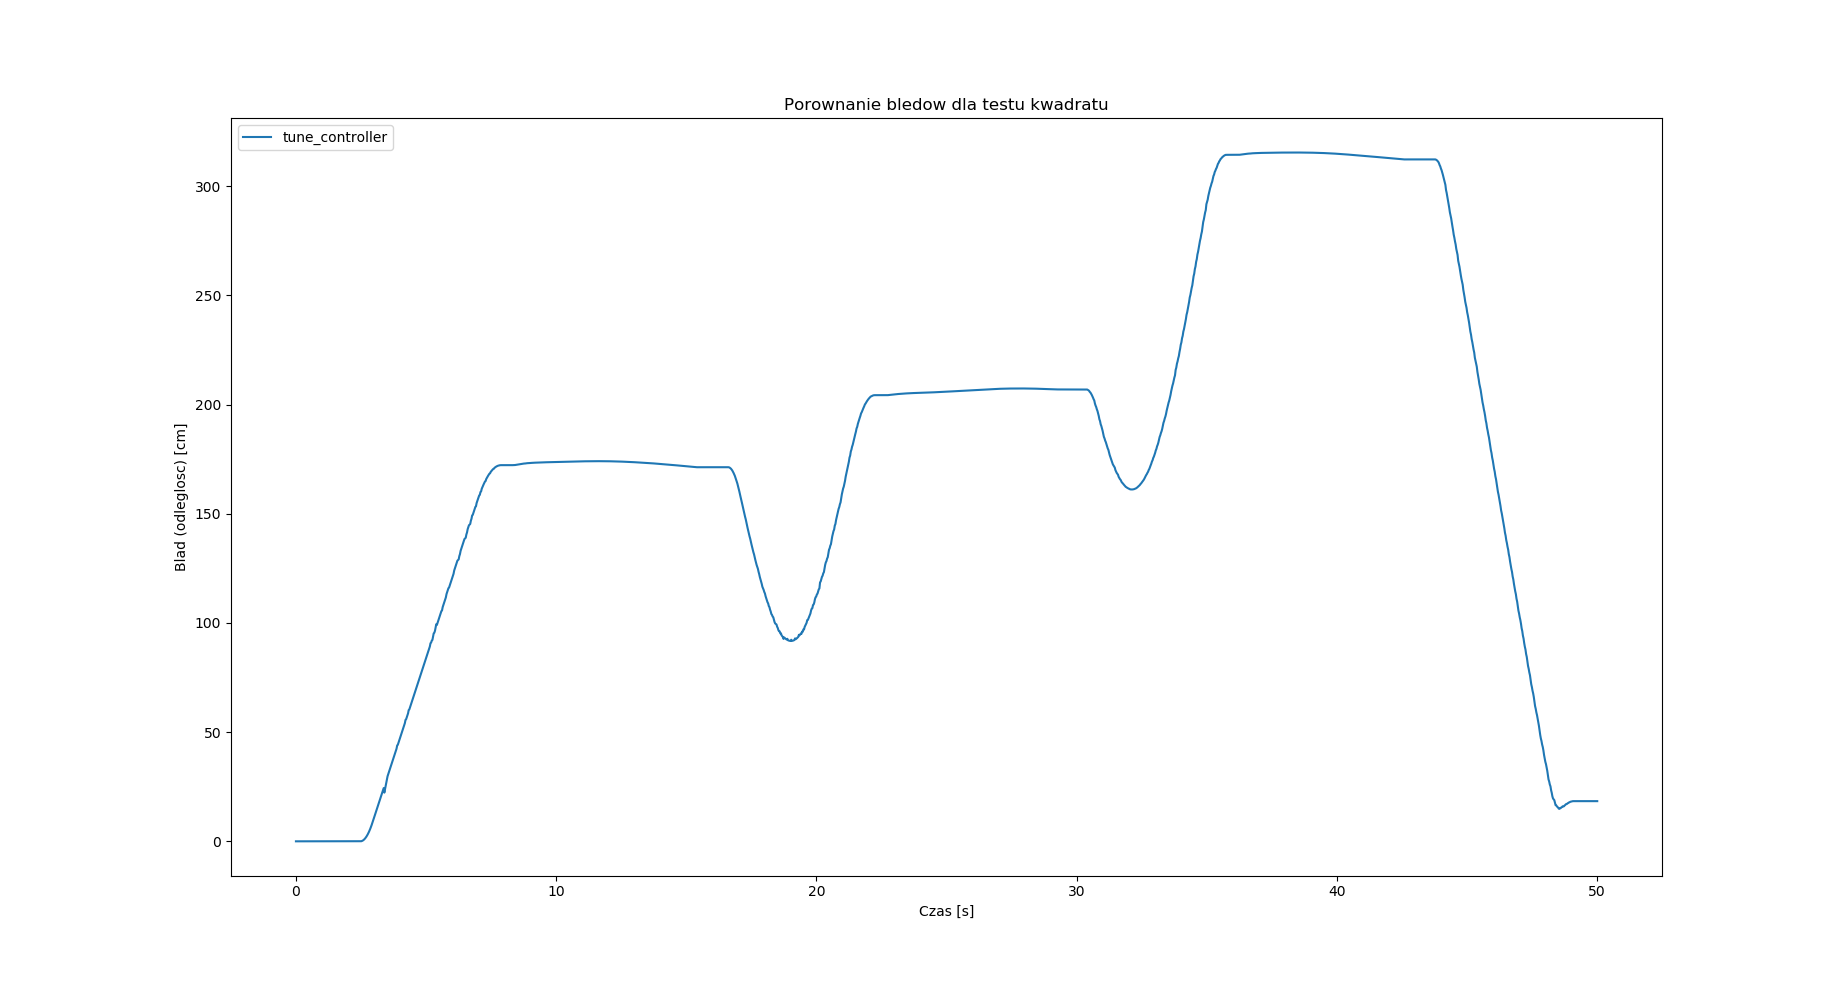 Porownanie bledow dla testu kwadratu
tune_controller
Blad (odleglosc) [cm]
300
250
200
150
100
50
0
0 10 20 30 40 50
Czas [s]